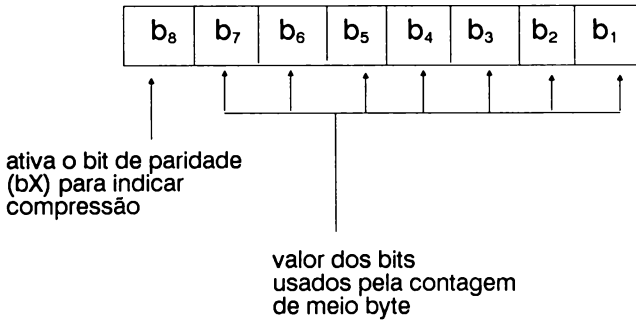 b₈ b₇ b₆ b₅ b₄ b₃ b₂ b₁
ativa o bit de paridade
(bX) para indicar
compressão
valor dos bits
usados pela contagem
de meio byte